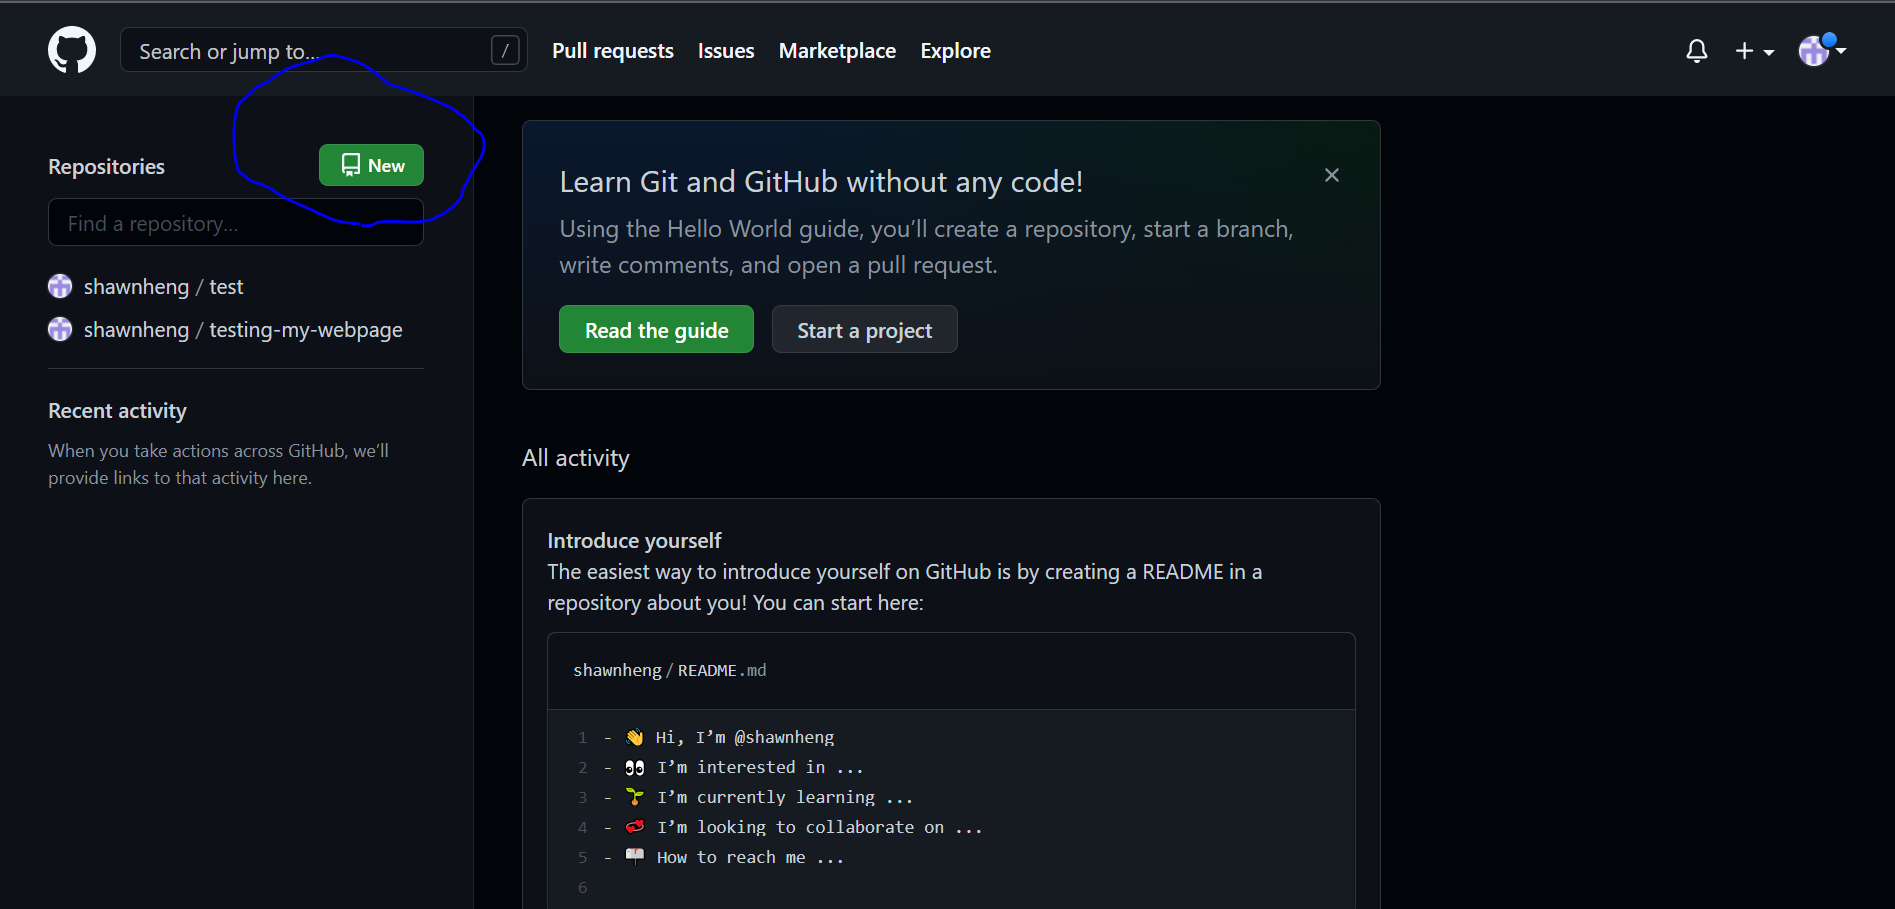 Search or jump to...
/
Pull requests
Issues
Marketplace
Explore
Repositories
New
Find a repository...
shawnheng / test
shawnheng / testing-my-webpage
Recent activity
When you take actions across GitHub, we’ll
provide links to that activity here.
Learn Git and GitHub without any code!
Using the Hello World guide, you’ll create a repository, start a branch,
write comments, and open a pull request.
Read the guide
Start a project
All activity
Introduce yourself
The easiest way to introduce yourself on GitHub is by creating a README in a
repository about you! You can start here:
shawnheng/README.md
1 - 👋 Hi, I’m @shawnheng
2 - 👀 I’m interested in ...
3 - 🌱 I’m currently learning ...
4 - 💞️ I’m looking to collaborate on ...
5 - 📫 How to reach me ...
6